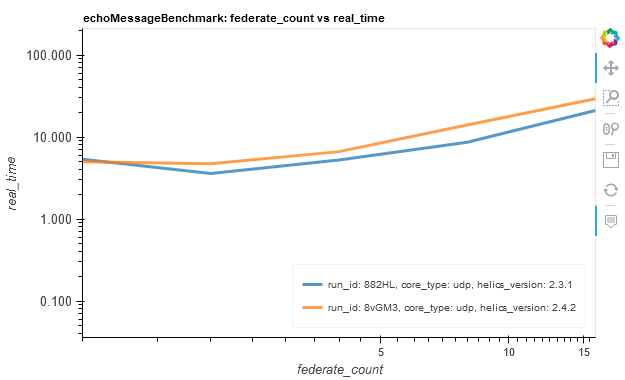 echoMessageBenchmark: federate_count vs real_time
100.000
10.000
1.000
0.100
real_time
run_id: 882HL, core_type: udp, helics_version: 2.3.1
run_id: 8vGM3, core_type: udp, helics_version: 2.4.2
5
10
15
federate_count